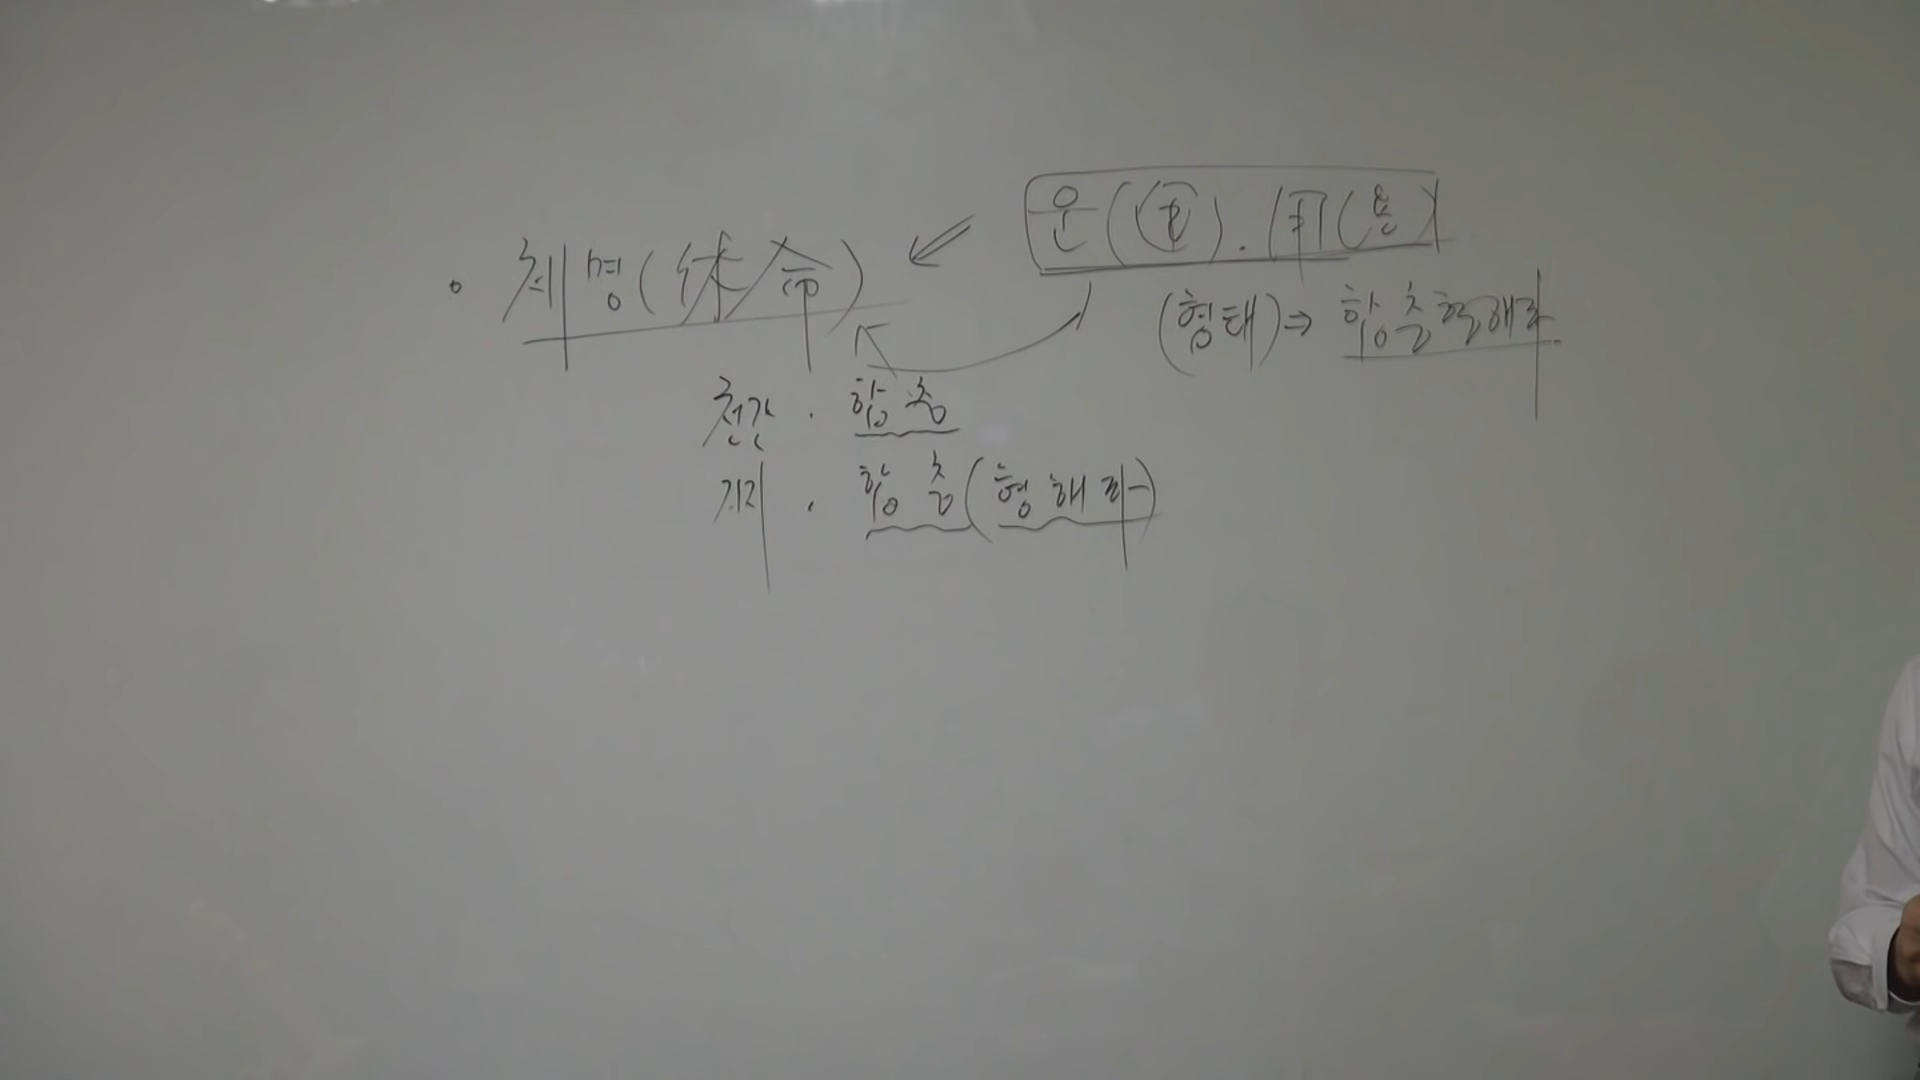 체명(体命) ⇙ 운(運).用(용)
(형태)⇒ 합충형해파
천간 . 합충
지지 . 합충(형해파)